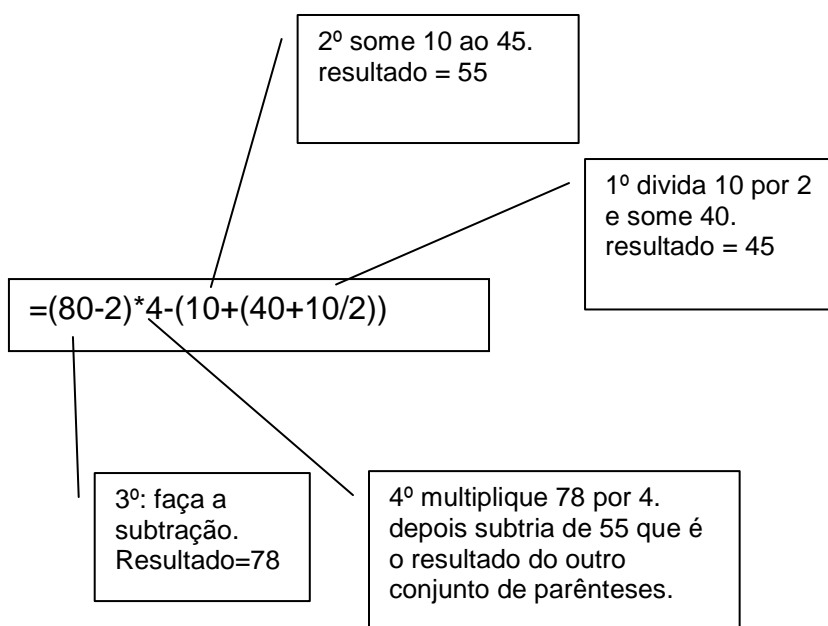 2º some 10 ao 45.
resultado = 55
1º divida 10 por 2
e some 40.
resultado = 45
=(80-2)*4-(10+(40+10/2))
3º: faça a
subtração.
Resultado=78
4º multiplique 78 por 4.
depois subtria de 55 que é
o resultado do outro
conjunto de parênteses.